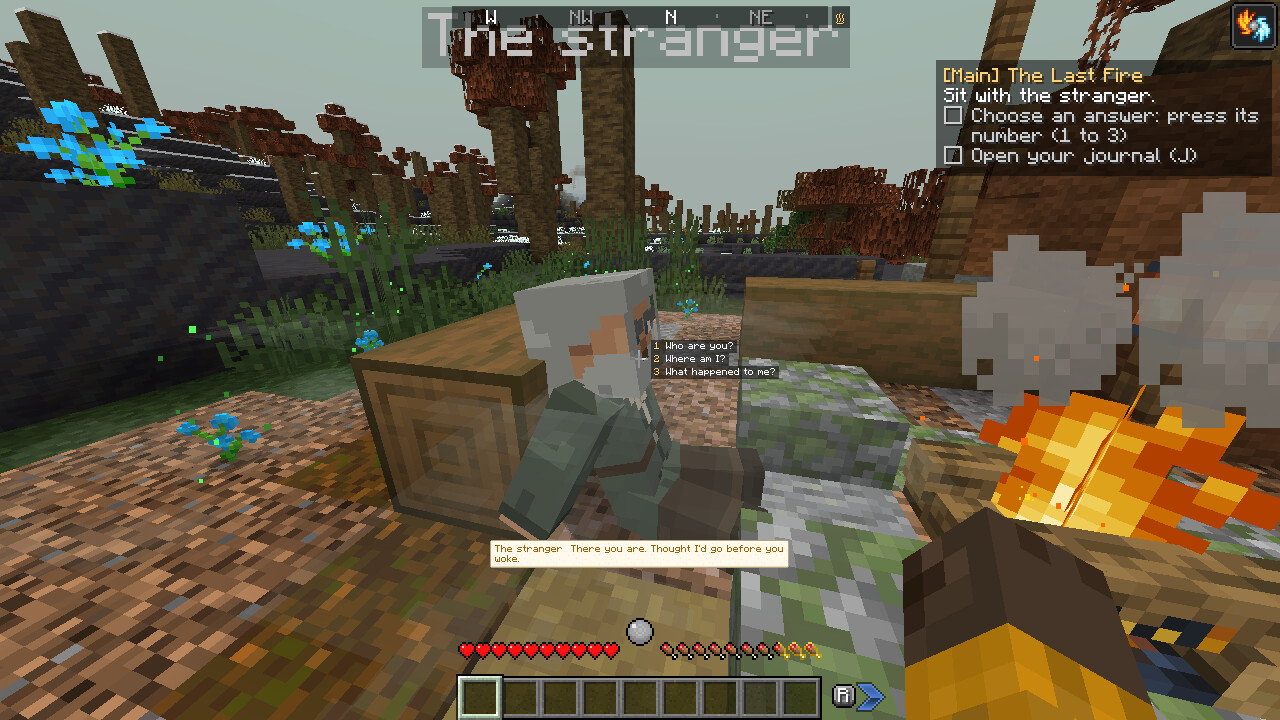 W NW N NE
The stranger
[Main] The Last Fire
Sit with the stranger.
Choose an answer: press its
number (1 to 3)
Open your journal (J)
1 Who are you?
2 Where am I?
3 What happened to me?
The stranger There you are. Thought I'd go before you
woke.
R